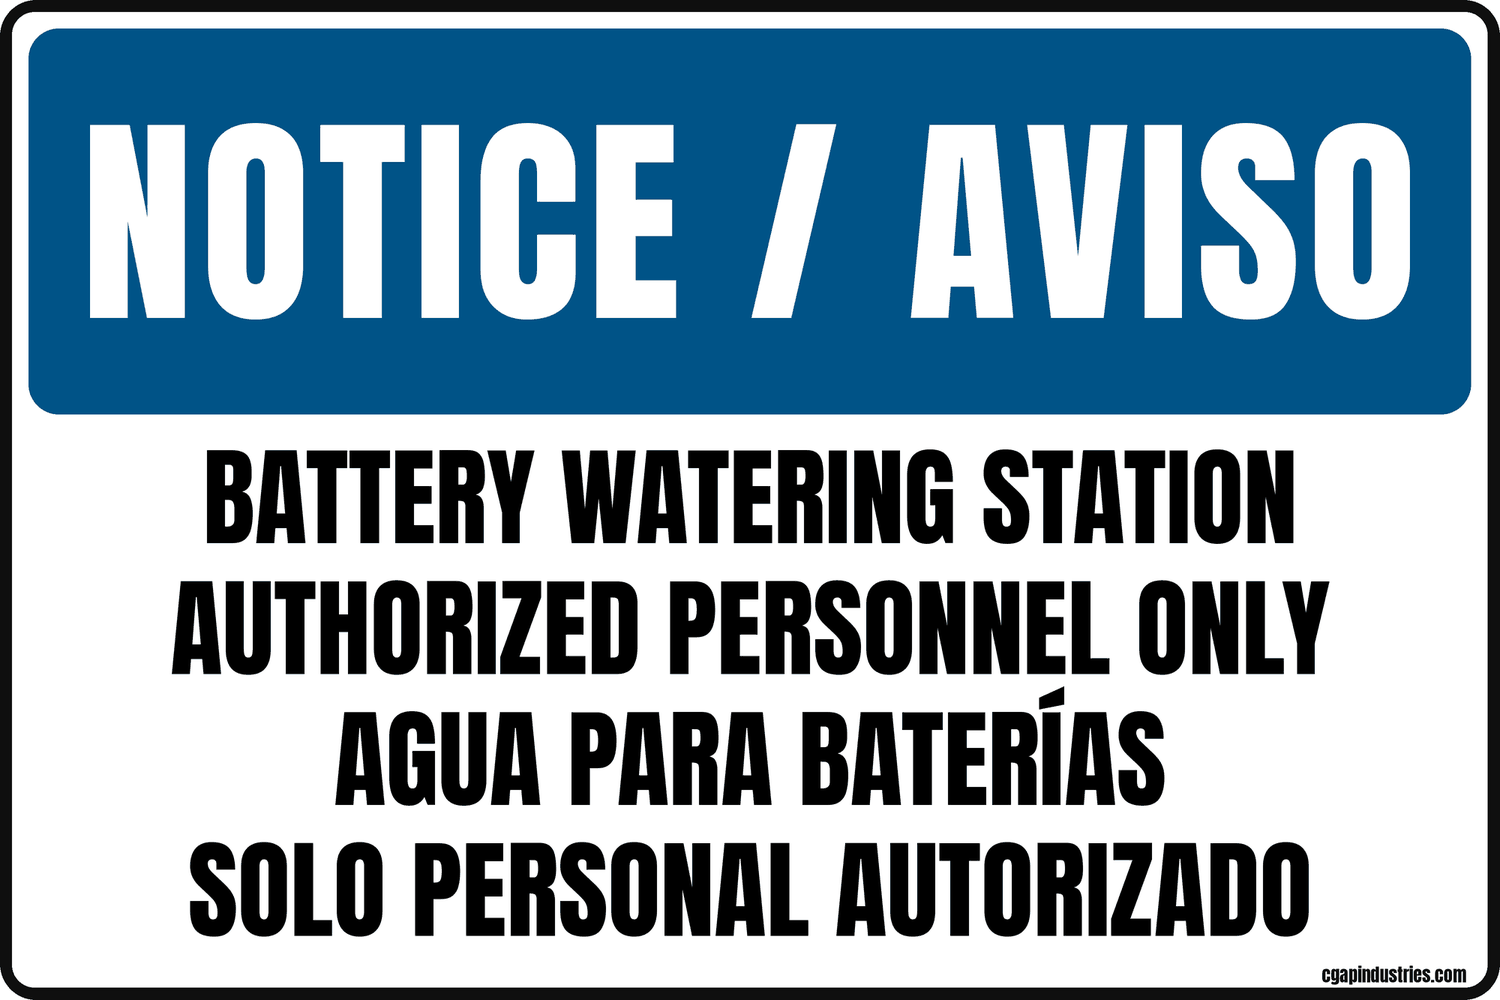 NOTICE / AVISO
BATTERY WATERING STATION
AUTHORIZED PERSONNEL ONLY
AGUA PARA BATERÍAS
SOLO PERSONAL AUTORIZADO
cgapindustries.com